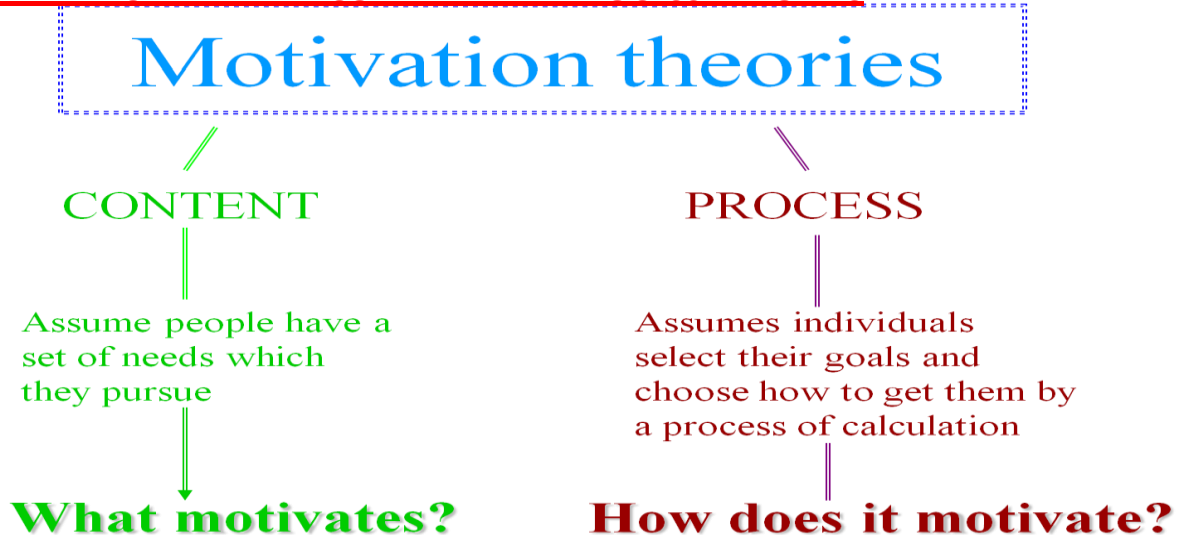 Motivation theories
CONTENT
PROCESS
Assume people have a
set of needs which
they pursue
Assumes individuals
select their goals and
choose how to get them by
a process of calculation
What motivates?
How does it motivate?